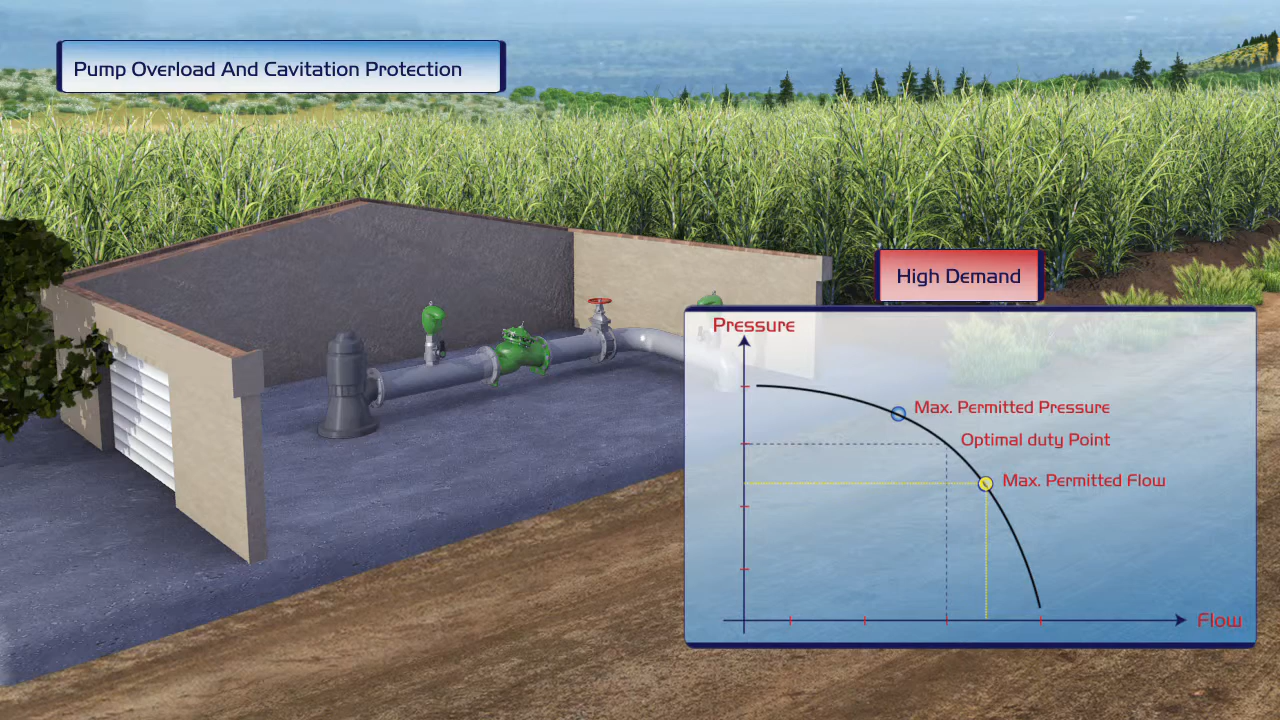 Pump Overload And Cavitation Protection
High Demand
Pressure
Max. Permitted Pressure
Optimal duty Point
Max. Permitted Flow
Flow